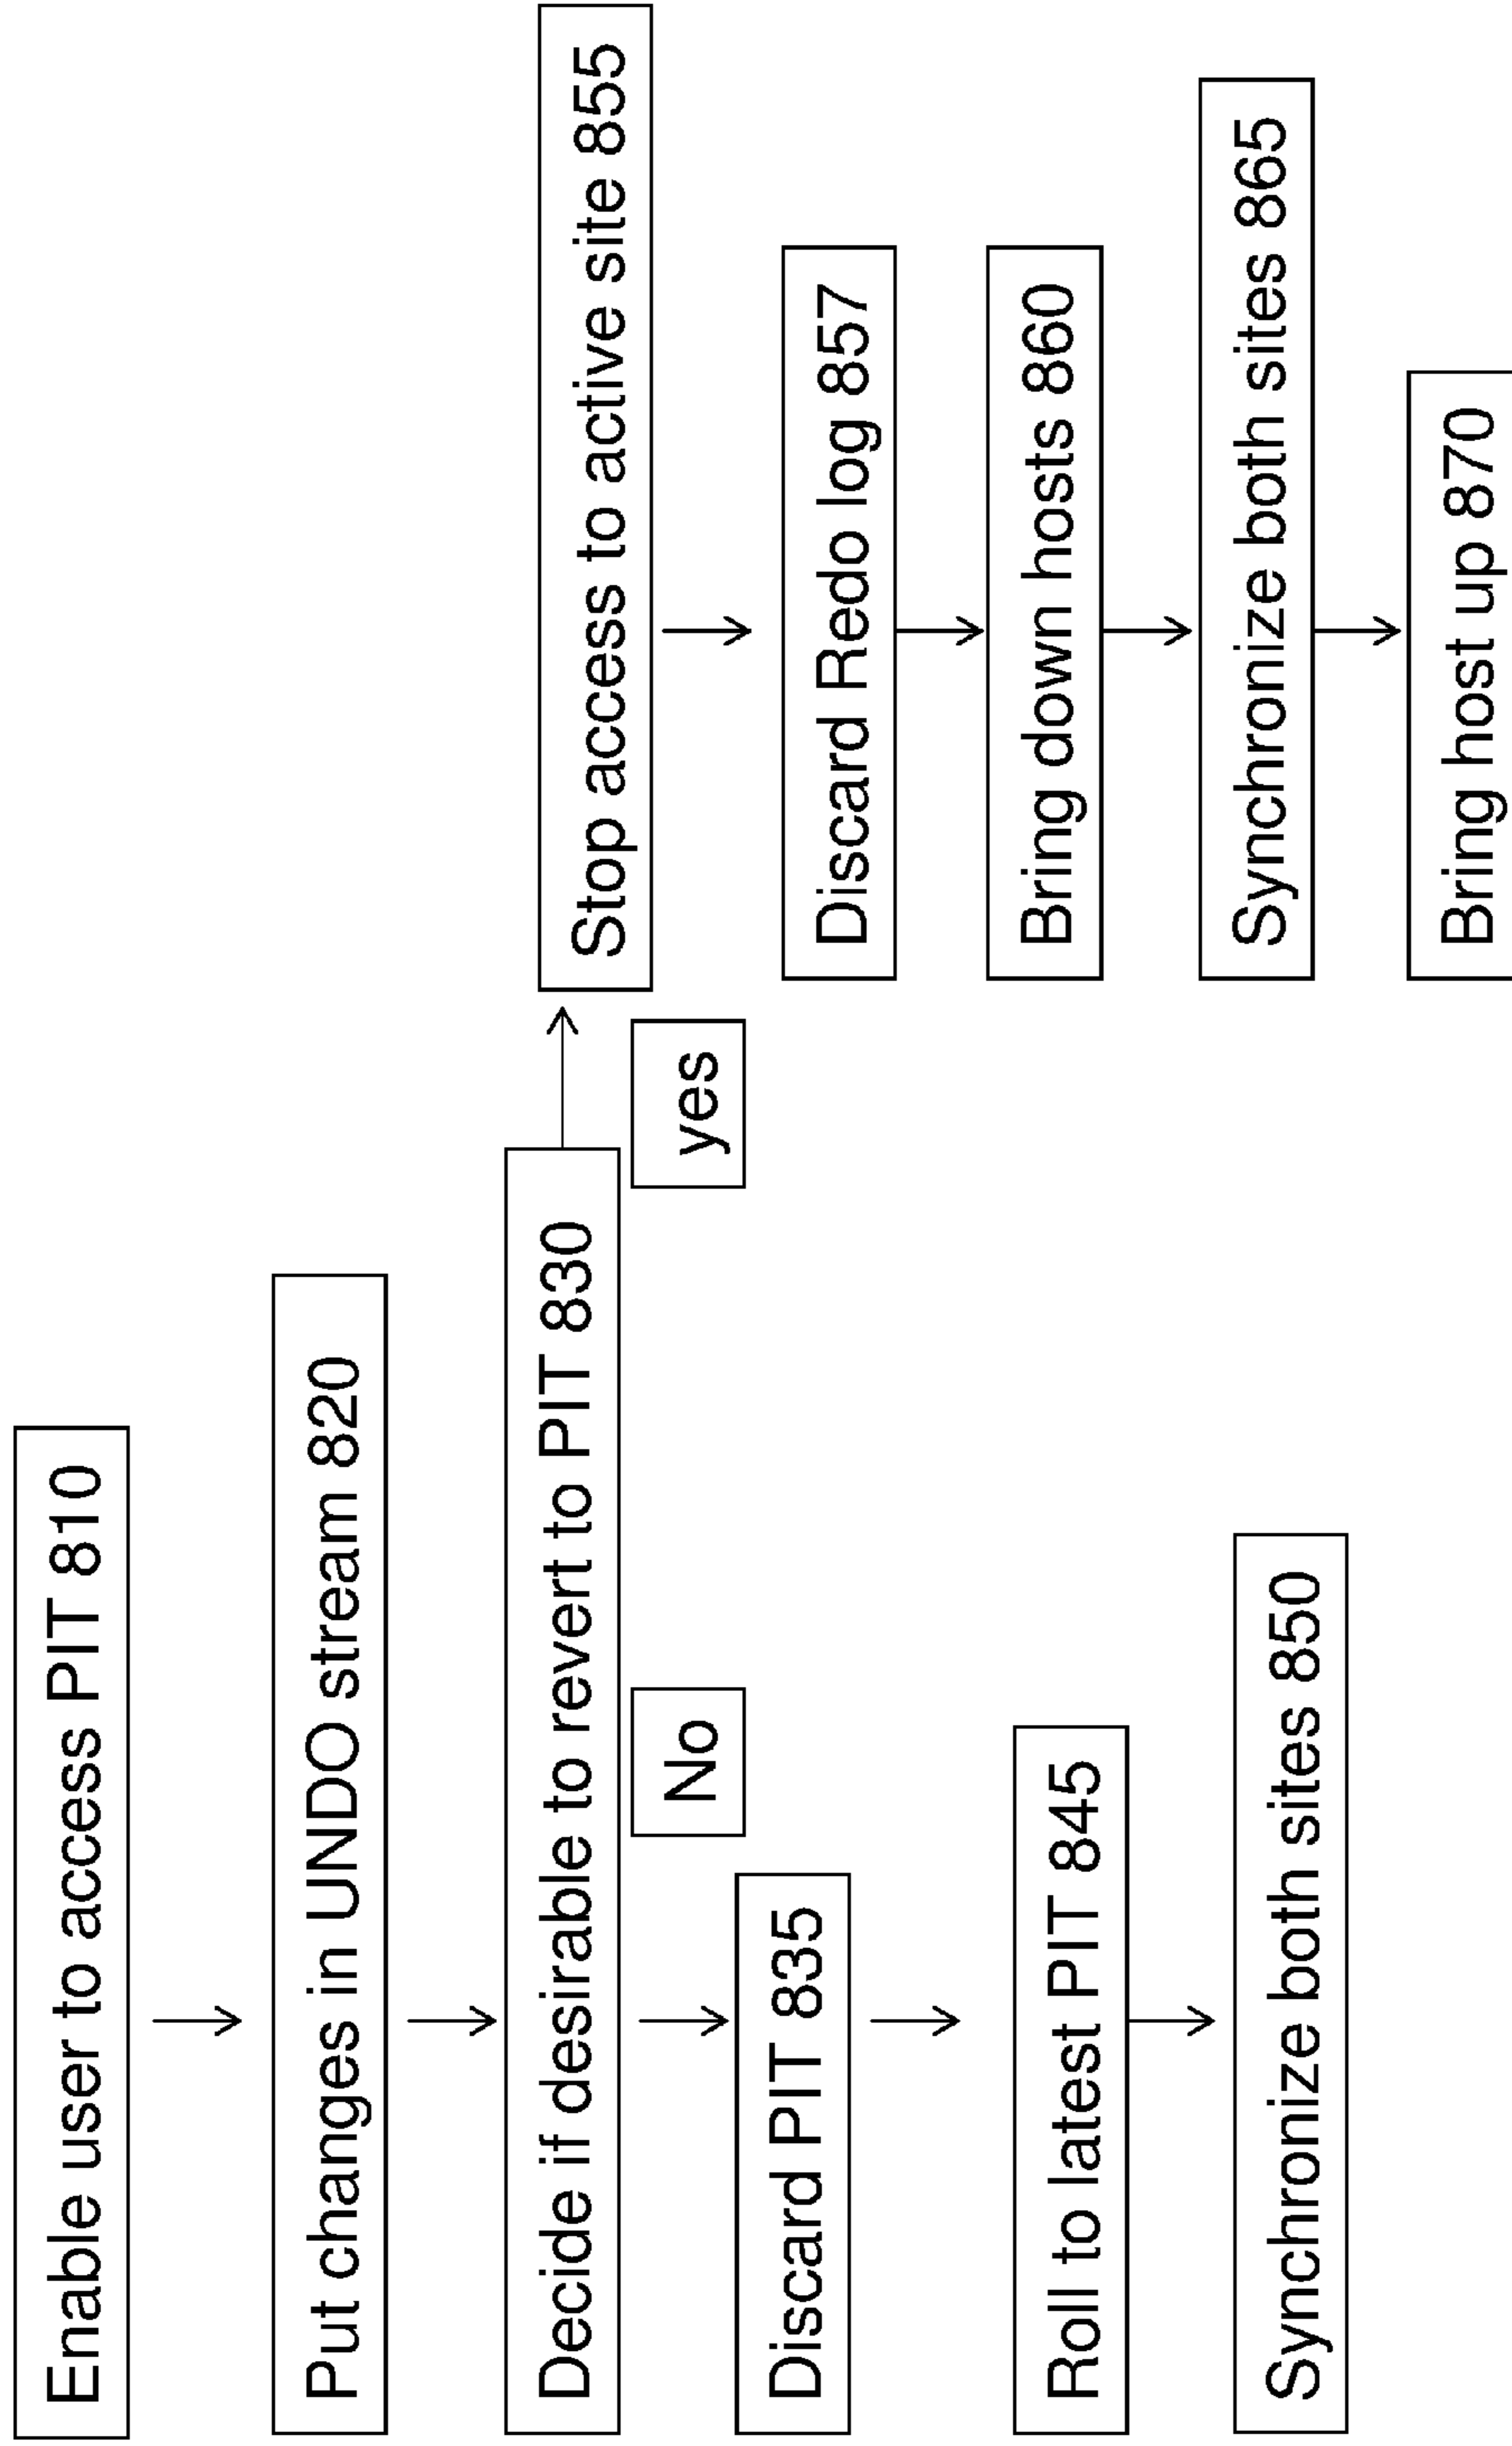 Enable user to access PIT 810
Put changes in UNDO stream 820
Decide if desirable to revert to PIT 830
No
Discard PIT 835
Roll to latest PIT 845
Synchronize both sites 850
yes
Stop access to active site 855
Discard Redo log 857
Bring down hosts 860
Synchronize both sites 865
Bring host up 870